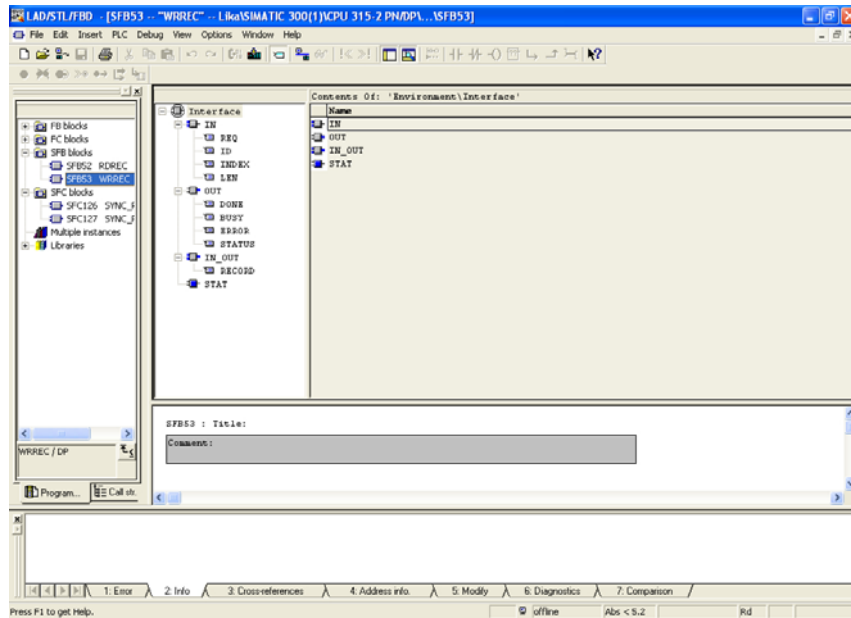 LAD/STL/FBD - [SFB53 -- "WRREC" -- Lika\SIMATIC 300(1)\CPU 315-2 PN/DP\...\SFB53]
File Edit Insert PLC Debug View Options Window Help
Contents Of: 'Environment\Interface'
Name
Interface
IN
REQ
ID
INDEX
LEN
OUT
DONE
BUSY
ERROR
STATUS
IN_OUT
RECORD
STAT
IN
OUT
IN_OUT
STAT
FB blocks
FC blocks
SFB blocks
SFB52 RDREC
SFB53 WRREC
SFC blocks
SFC126 SYNC_F
SFC127 SYNC_F
Multiple instances
Libraries
WRREC / DP
Program...
Call str.
SFB53 : Title:
Comment:
1: Error
2: Info
3: Cross-references
4: Address info.
5: Modify
6: Diagnostics
7: Comparison
Press F1 to get Help.
offline
Abs < 5.2
Rd